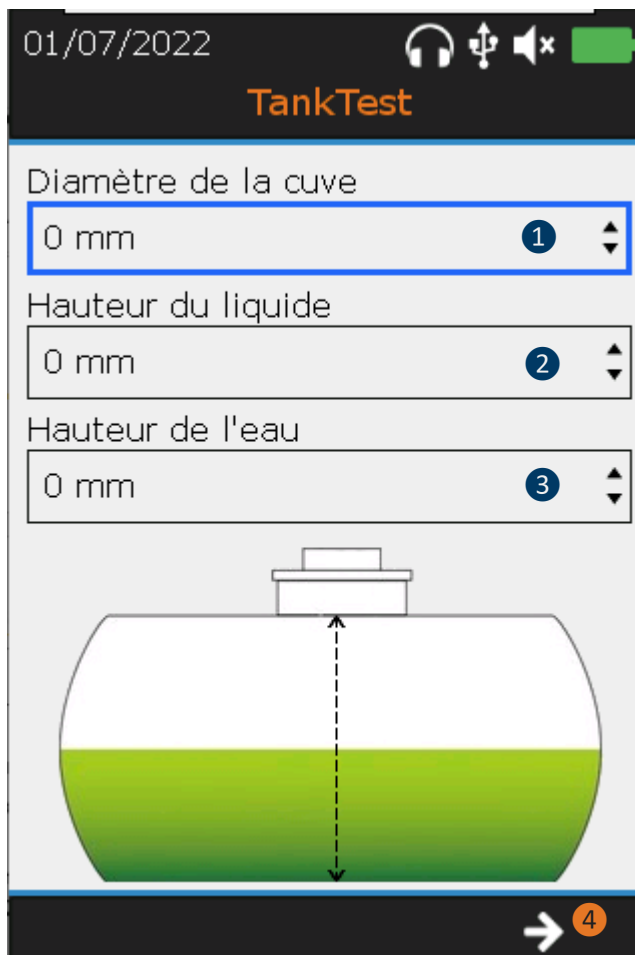 01/07/2022
TankTest
Diamètre de la cuve
0 mm 1
Hauteur du liquide
0 mm 2
Hauteur de l'eau
0 mm 3
4